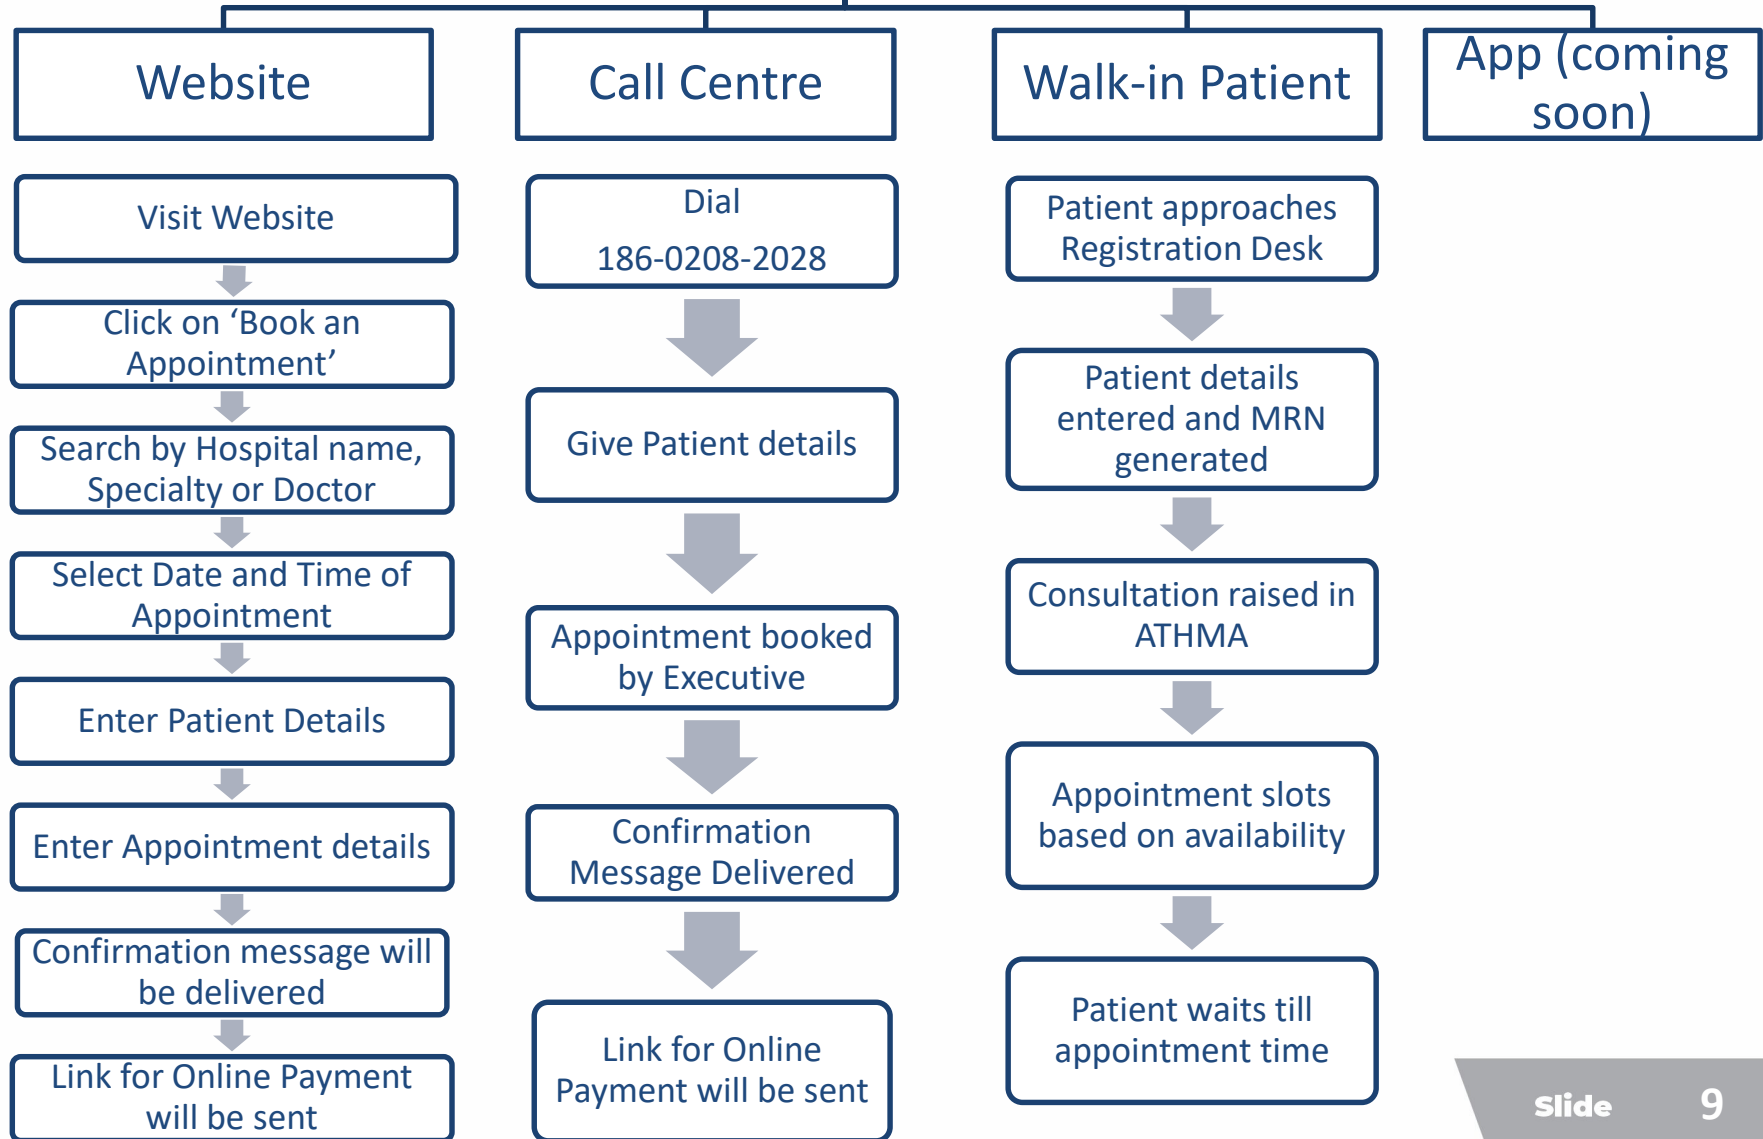 Website
Call Centre
Walk-in Patient
App (coming
soon)
Visit Website
Click on ‘Book an
Appointment’
Search by Hospital name,
Specialty or Doctor
Select Date and Time of
Appointment
Enter Patient Details
Enter Appointment details
Confirmation message will
be delivered
Link for Online Payment
will be sent
Dial
186-0208-2028
Give Patient details
Appointment booked
by Executive
Confirmation
Message Delivered
Link for Online
Payment will be sent
Patient approaches
Registration Desk
Patient details
entered and MRN
generated
Consultation raised in
ATHMA
Appointment slots
based on availability
Patient waits till
appointment time
Slide 9